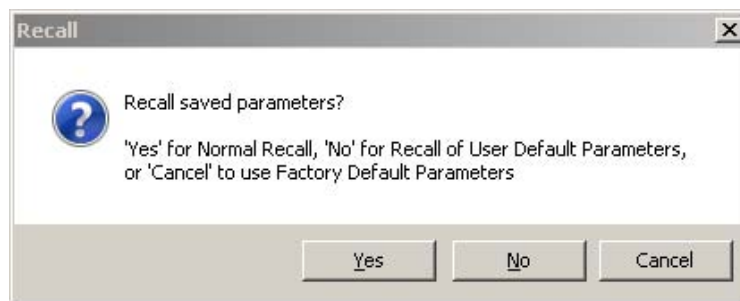 Recall
Recall saved parameters?
'Yes' for Normal Recall, 'No' for Recall of User Default Parameters,
or 'Cancel' to use Factory Default Parameters
Yes
No
Cancel